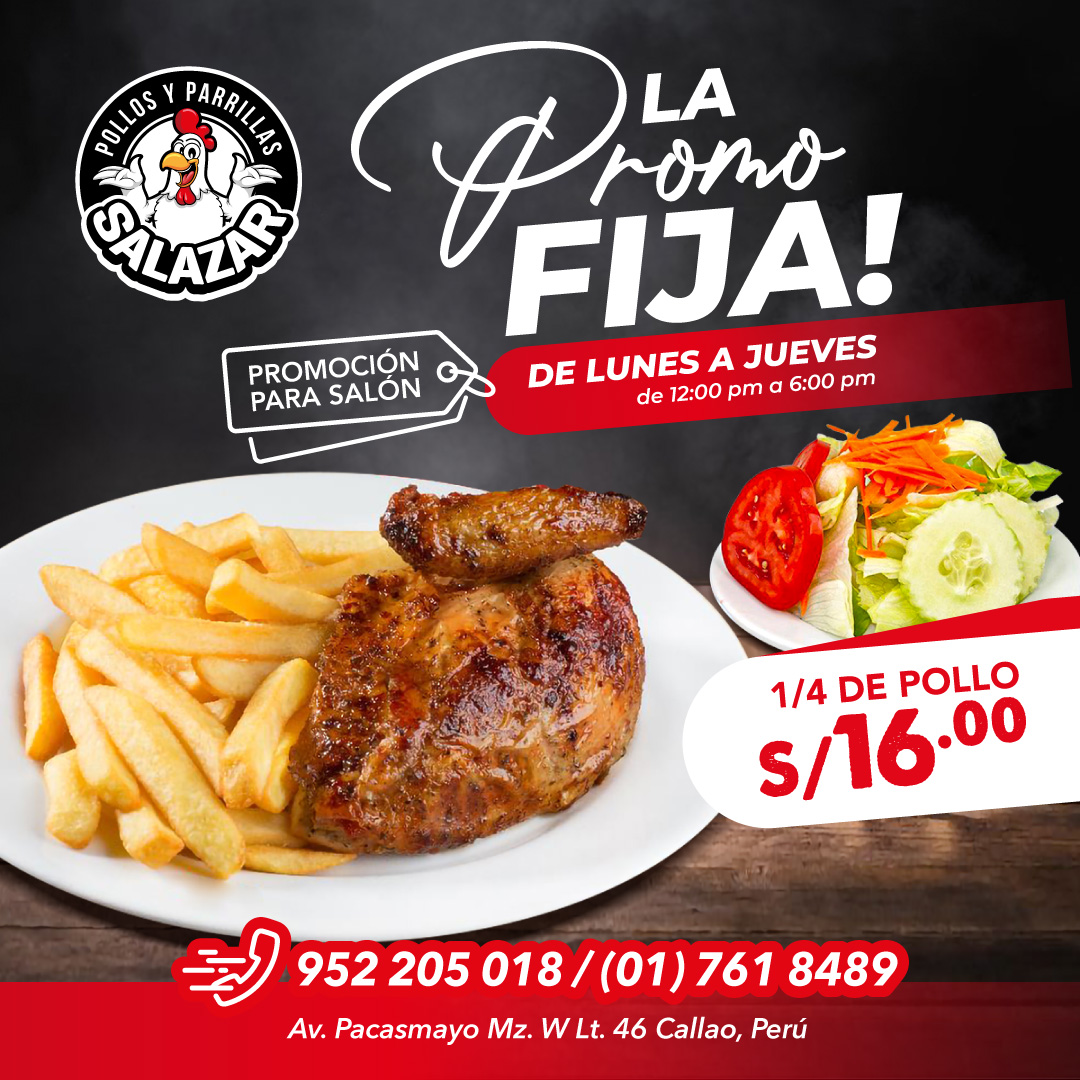 POLLOS Y PARRILLAS
SALAZAR
LA
Promo
FIJA!
PROMOCIÓN
PARA SALÓN
DE LUNES A JUEVES
de 12:00 pm a 6:00 pm
1/4 DE POLLO
S/16.00
952 205 018 / (01) 761 8489
Av. Pacasmayo Mz. W Lt. 46 Callao, Perú